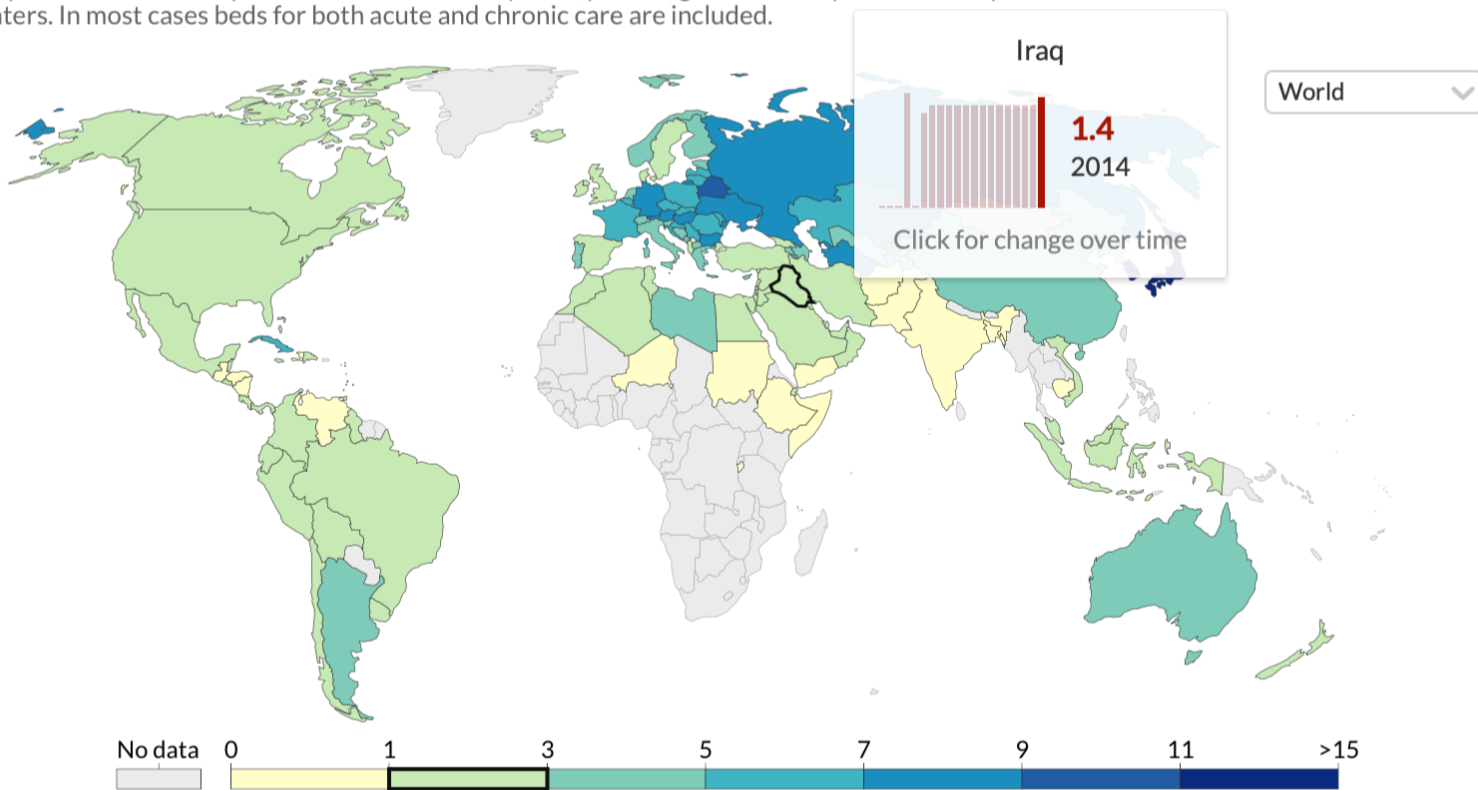 nters. In most cases beds for both acute and chronic care are included.
Iraq
World
1.4
2014
Click for change over time
No data 0 1 3 5 7 9 11 >15